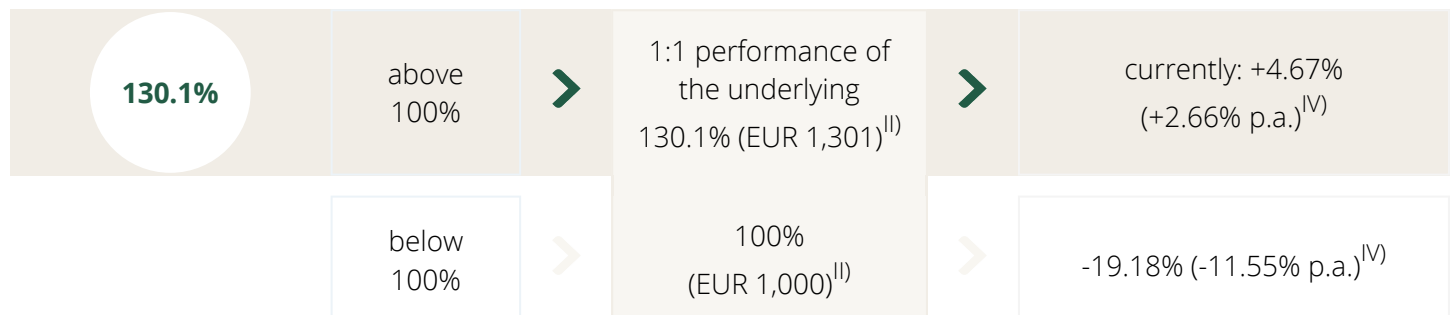 130.1%
above
100%
1:1 performance of
the underlying
130.1% (EUR 1,301)II)
currently: +4.67%
(+2.66% p.a.)IV)
below
100%
100%
(EUR 1,000)II)
-19.18% (-11.55% p.a.)IV)